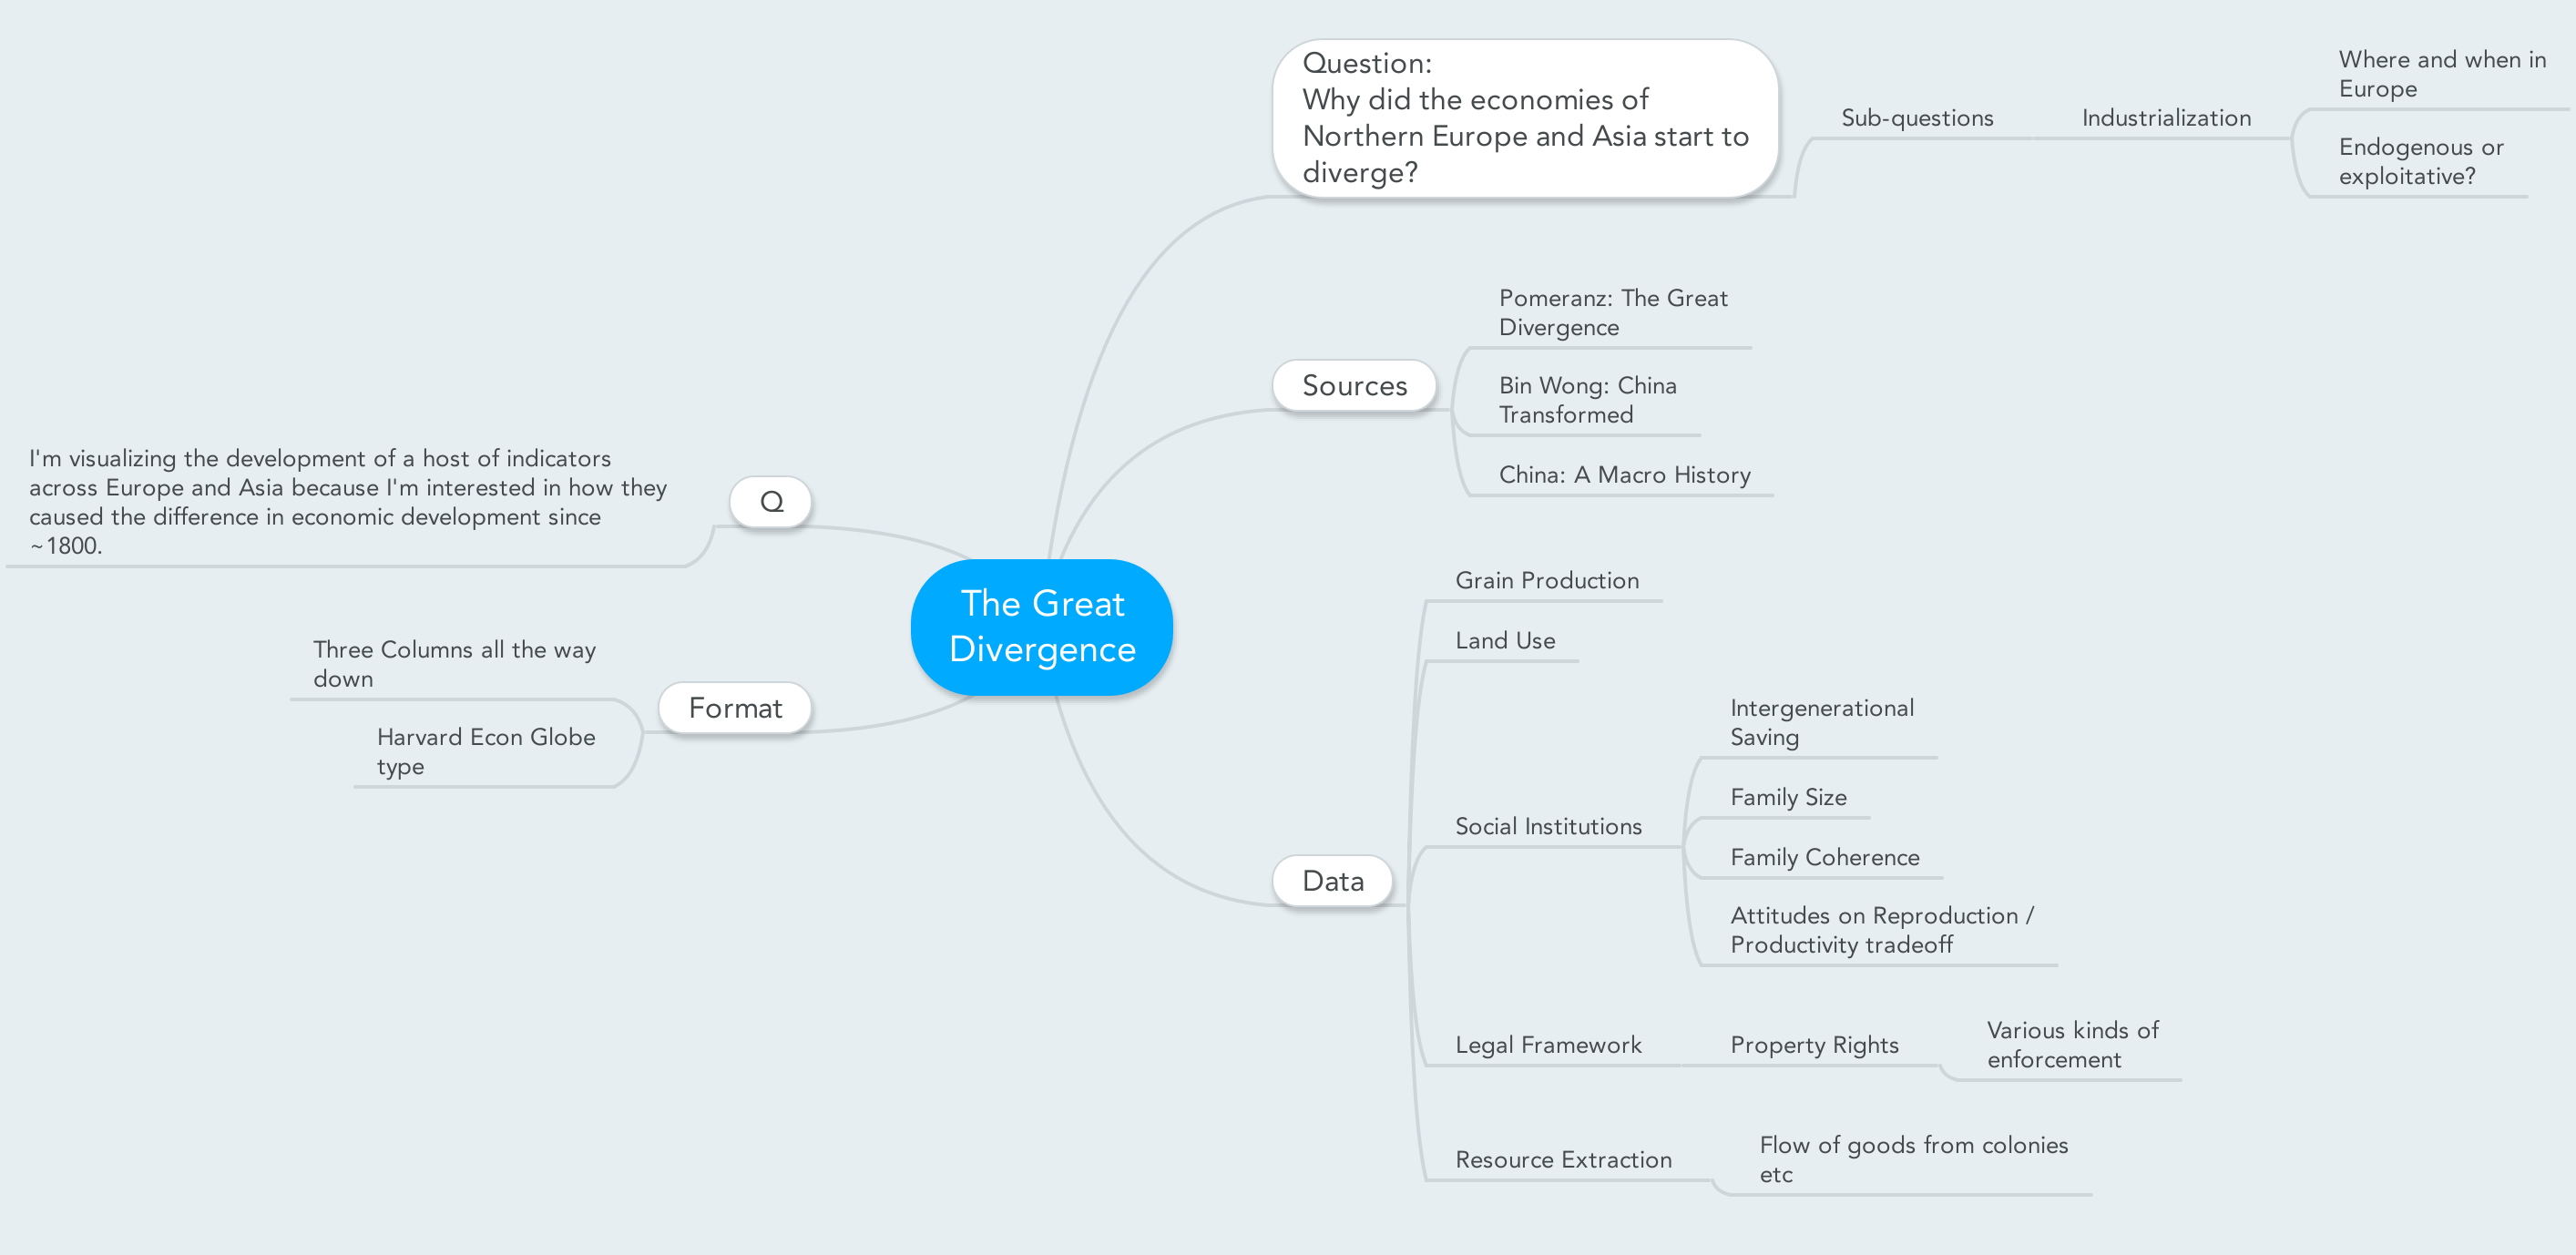 Question:
Why did the economies of
Northern Europe and Asia start to
diverge?
Sub-questions
Industrialization
Where and when in
Europe
Endogenous or
exploitative?
Sources
Pomeranz: The Great
Divergence
Bin Wong: China
Transformed
China: A Macro History
Q
I'm visualizing the development of a host of indicators
across Europe and Asia because I'm interested in how they
caused the difference in economic development since
~1800.
The Great
Divergence
Format
Three Columns all the way
down
Harvard Econ Globe
type
Data
Grain Production
Land Use
Social Institutions
Intergenerational
Saving
Family Size
Family Coherence
Attitudes on Reproduction /
Productivity tradeoff
Legal Framework
Property Rights
Various kinds of
enforcement
Resource Extraction
Flow of goods from colonies
etc